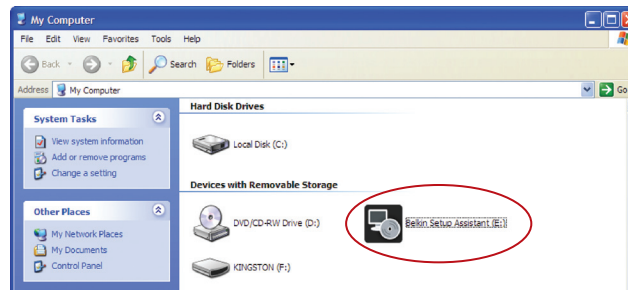 My Computer
File Edit View Favorites Tools Help
Back Search Folders
Address My Computer Go
System Tasks
View system information
Add or remove programs
Change a setting
Other Places
My Network Places
My Documents
Control Panel
Hard Disk Drives
Local Disk (C:)
Devices with Removable Storage
DVD/CD-RW Drive (D:) Belkin Setup Assistant (E:)
KINGSTON (F:)